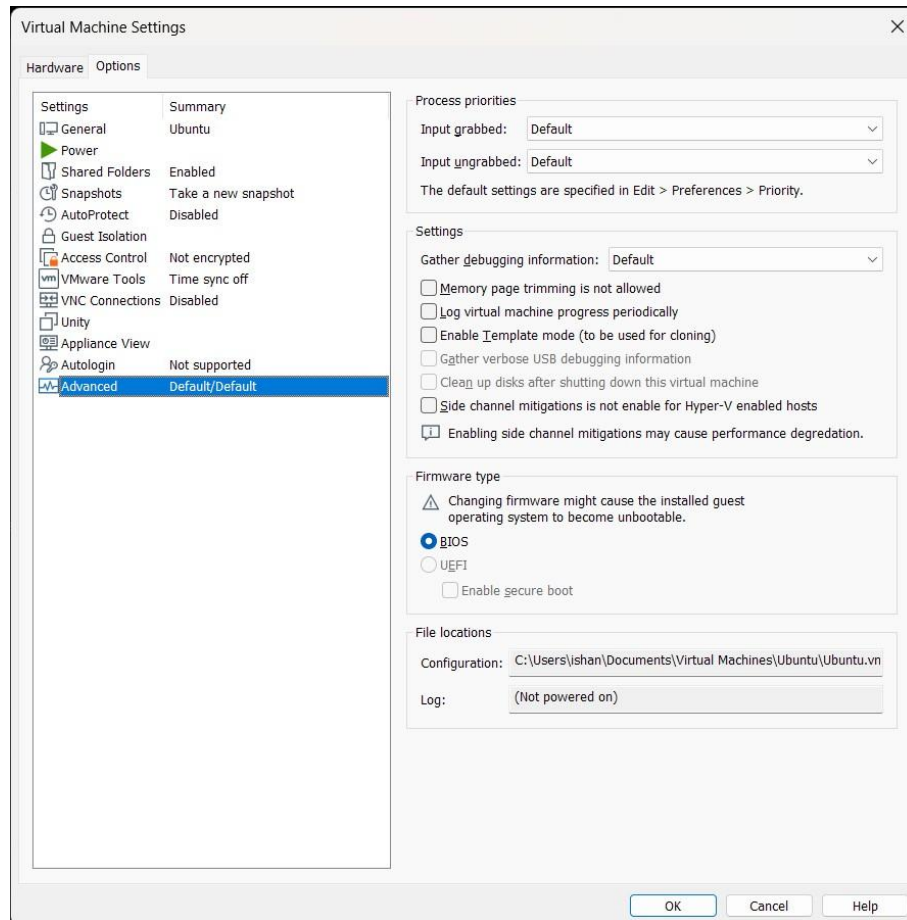 Virtual Machine Settings
Hardware Options
Settings Summary
General Ubuntu
Power
Shared Folders Enabled
Snapshots Take a new snapshot
AutoProtect Disabled
Guest Isolation
Access Control Not encrypted
vm VMware Tools Time sync off
VNC Connections Disabled
Unity
Appliance View
Autologin Not supported
Advanced Default/Default
Process priorities
Input grabbed: Default
Input ungrabbed: Default
The default settings are specified in Edit > Preferences > Priority.
Settings
Gather debugging information: Default
Memory page trimming is not allowed
Log virtual machine progress periodically
Enable Template mode (to be used for cloning)
Gather verbose USB debugging information
Clean up disks after shutting down this virtual machine
Side channel mitigations is not enable for Hyper-V enabled hosts
Enabling side channel mitigations may cause performance degredation.
Firmware type
Changing firmware might cause the installed guest
operating system to become unbootable.
BIOS
UEFI
Enable secure boot
File locations
Configuration: C:\Users\ishan\Documents\Virtual Machines\Ubuntu\Ubuntu.vn
Log: (Not powered on)
OK Cancel Help